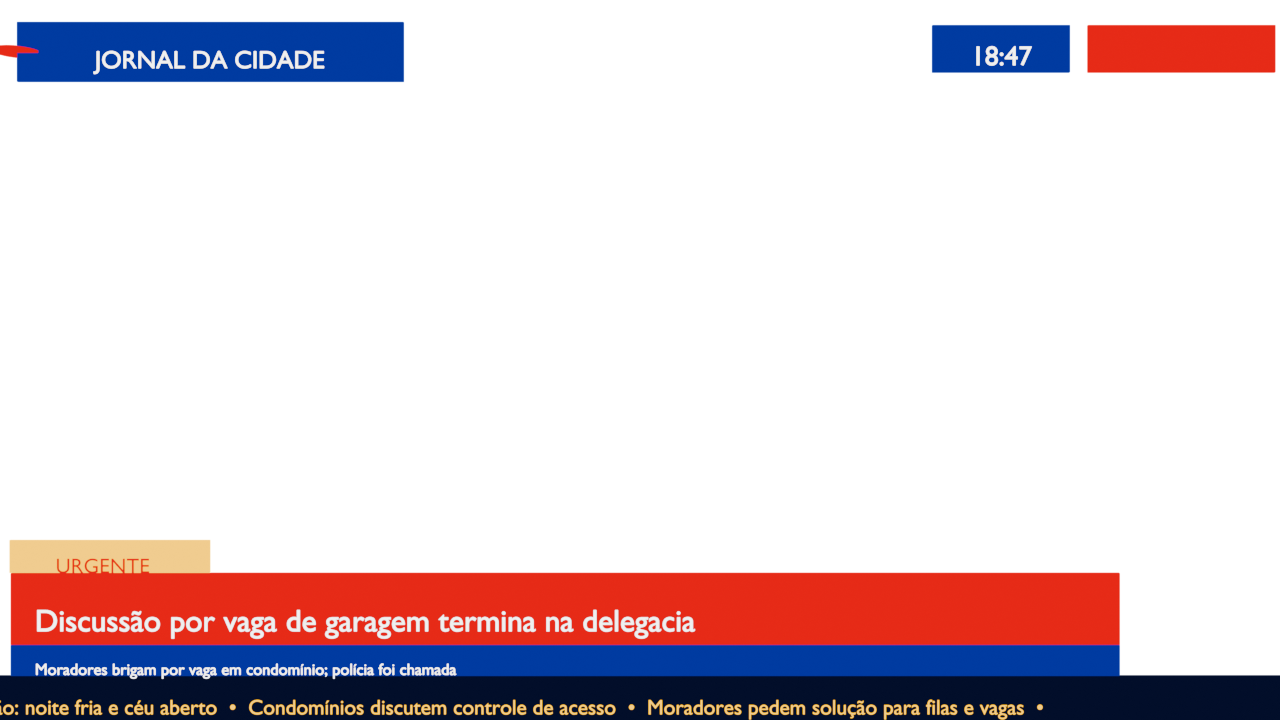 JORNAL DA CIDADE
18:47
URGENTE
Discussão por vaga de garagem termina na delegacia
Moradores brigam por vaga em condomínio; polícia foi chamada
ão: noite fria e céu aberto • Condomínios discutem controle de acesso • Moradores pedem solução para filas e vagas •